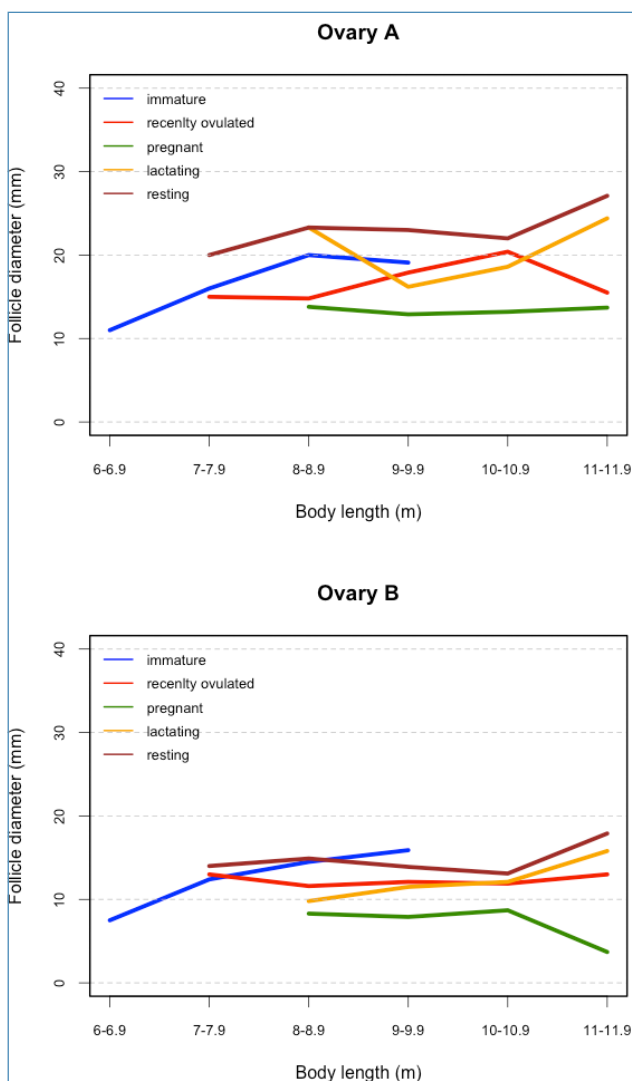 Ovary A
Follicle diameter (mm)
40
30
20
10
0
immature
recenlty ovulated
pregnant
lactating
resting
6-6.9 7-7.9 8-8.9 9-9.9 10-10.9 11-11.9
Body length (m)
Ovary B
Follicle diameter (mm)
40
30
20
10
0
immature
recenlty ovulated
pregnant
lactating
resting
6-6.9 7-7.9 8-8.9 9-9.9 10-10.9 11-11.9
Body length (m)